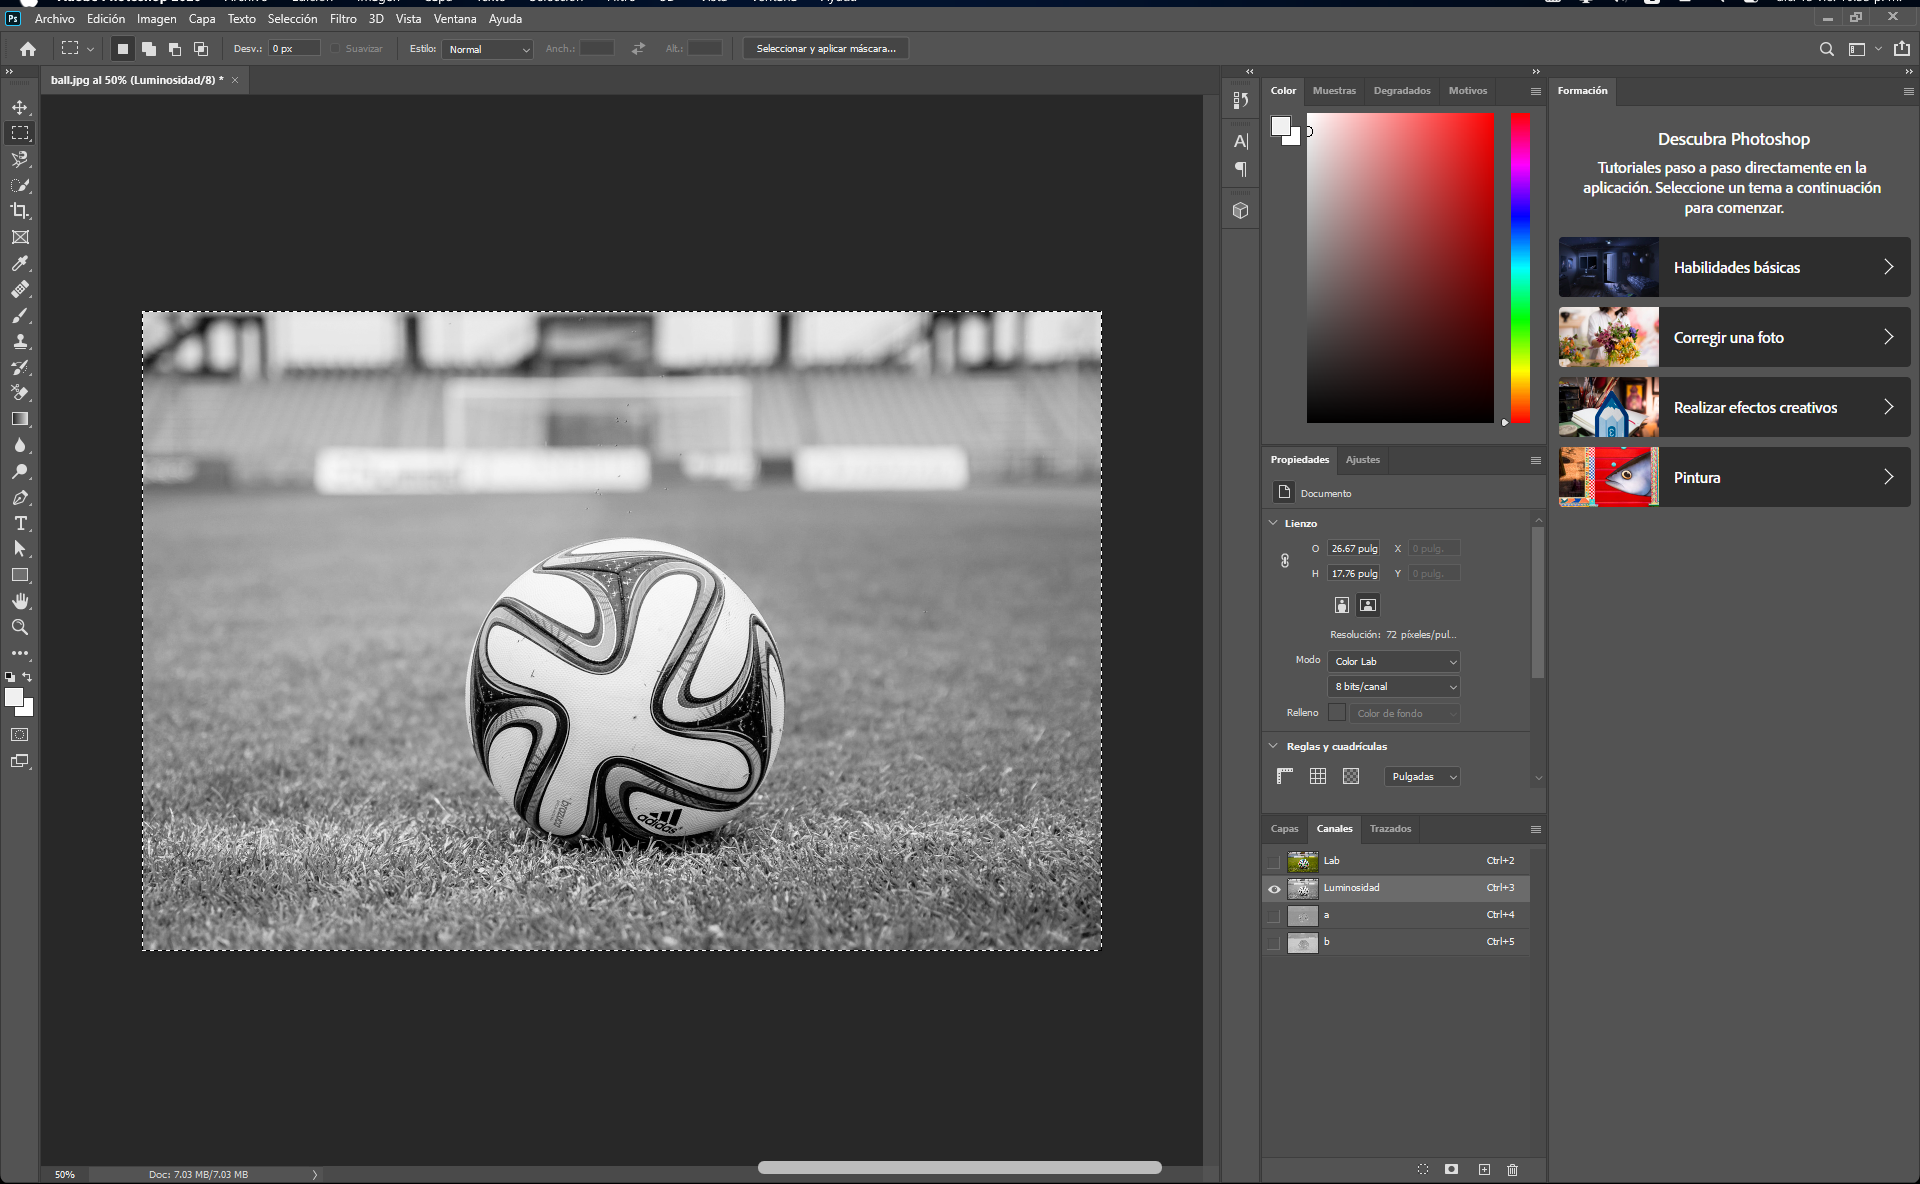 Archivo Edición Imagen Capa Texto Selección Filtro 3D Vista Ventana Ayuda
Desv.: 0 px Suavizar Estilo: Normal Anch.: Alt.: Seleccionar y aplicar máscara...
ball.jpg al 50% (Luminosidad/8) *
Color Muestras Degradados Motivos
Formación
Descubra Photoshop
Tutoriales paso a paso directamente en la
aplicación. Seleccione un tema a continuación
para comenzar.
Habilidades básicas
Corregir una foto
Realizar efectos creativos
Pintura
Propiedades Ajustes
Documento
Lienzo
O 26.67 pulg X 0 pulg.
H 17.76 pulg Y 0 pulg.
Resolución: 72 píxeles/pul...
Modo Color Lab
8 bits/canal
Relleno Color de fondo
Reglas y cuadrículas
Pulgadas
Capas Canales Trazados
Lab Ctrl+2
Luminosidad Ctrl+3
a Ctrl+4
b Ctrl+5
brazuca
adidas
50% Doc: 7.03 MB/7.03 MB